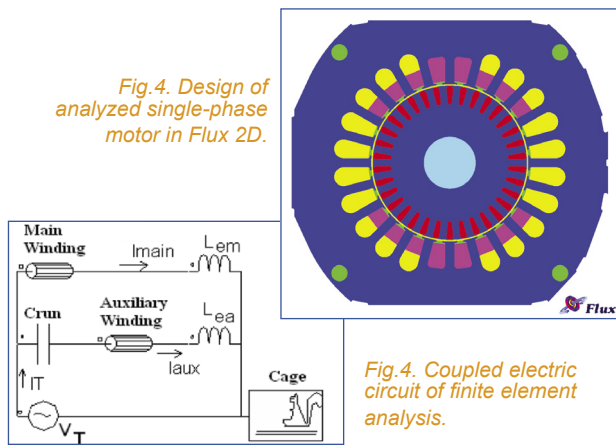 Fig.4. Design of
analyzed single-phase
motor in Flux 2D.
Flux
Main
Winding
Imain
Lem
Crun
Auxiliary
Winding
Lea
Iaux
IT
VT
Cage
Fig.4. Coupled electric
circuit of finite element
analysis.